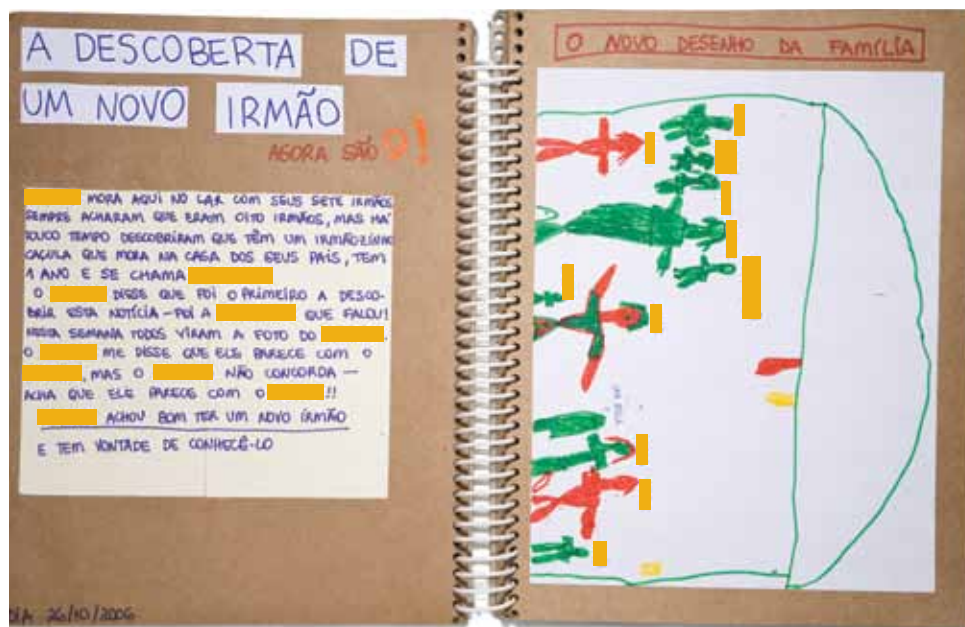 A DESCOBERTA DE
UM NOVO IRMÃO
AGORA SÃO 9!
MORA AQUI NO LAR COM SEUS SETE IRMÃOS
SEMPRE ACHARAM QUE ERAM OITO IRMÃOS, MAS HÁ
POUCO TEMPO DESCOBRIRAM QUE TÊM UM IRMÃOZINHO
CAÇULA QUE MORA NA CASA DOS SEUS PAIS, TEM
1 ANO E SE CHAMA
O DISSE QUE FOI O PRIMEIRO A DESCO-
BRIR ESTA NOTÍCIA - FOI A QUE FALOU!
NESSA SEMANA TODOS VIRAM A FOTO DO .
O ME DISSE QUE ELE PARECE COM O
, MAS O NÃO CONCORDA —
ACHA QUE ELE PARECE COM O !!
ACHOU BOM TER UM NOVO IRMÃO
E TEM VONTADE DE CONHECÊ-LO
DIA 26/10/2006
O NOVO DESENHO DA FAMÍLIA